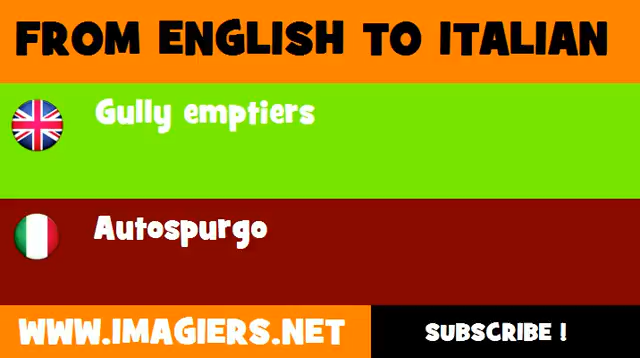 FROM ENGLISH TO ITALIAN
Gully emptiers
Autospurgo
WWW.IMAGIERS.NET
SUBSCRIBE !